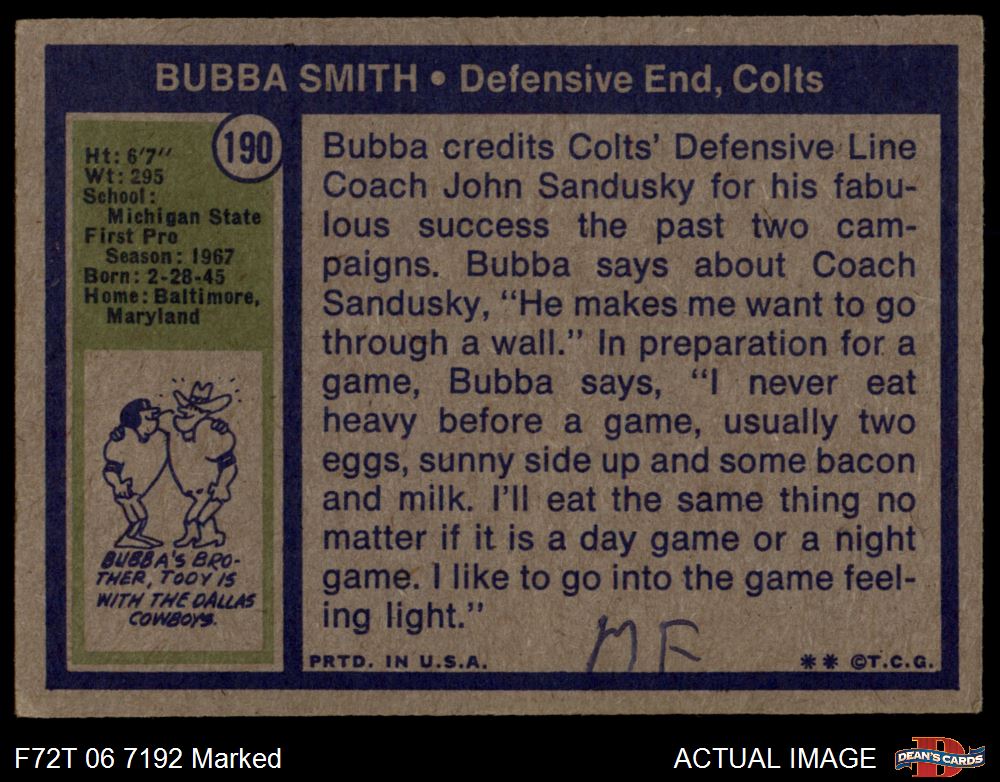 BUBBA SMITH • Defensive End, Colts
190
Ht: 6'7"
Wt: 295
School:
Michigan State
First Pro
Season: 1967
Born: 2-28-45
Home: Baltimore,
Maryland
BUBBA'S BRO-
THER, TODY IS
WITH THE DALLAS
COWBOYS.
Bubba credits Colts' Defensive Line
Coach John Sandusky for his fabu-
lous success the past two cam-
paigns. Bubba says about Coach
Sandusky, "He makes me want to go
through a wall." In preparation for a
game, Bubba says, "I never eat
heavy before a game, usually two
eggs, sunny side up and some bacon
and milk. I'll eat the same thing no
matter if it is a day game or a night
game. I like to go into the game feel-
ing light."
MF
PRTD. IN U.S.A.
** ©T.C.G.
F72T 06 7192 Marked
ACTUAL IMAGE
DEAN'S CARDS